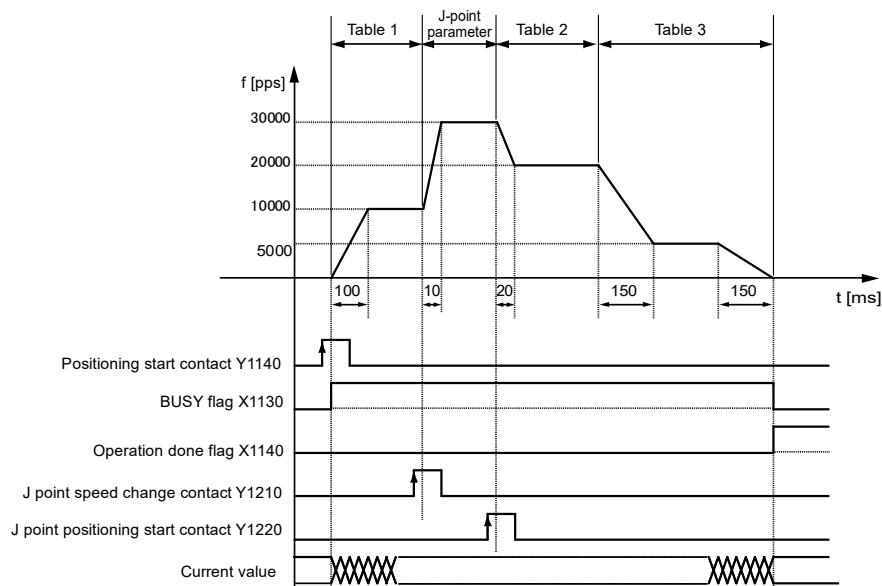 Table 1
J-point
parameter
Table 2
Table 3
f [pps]
30000
20000
10000
5000
100
10
20
150
150
t [ms]
Positioning start contact Y1140
BUSY flag X1130
Operation done flag X1140
J point speed change contact Y1210
J point positioning start contact Y1220
Current value